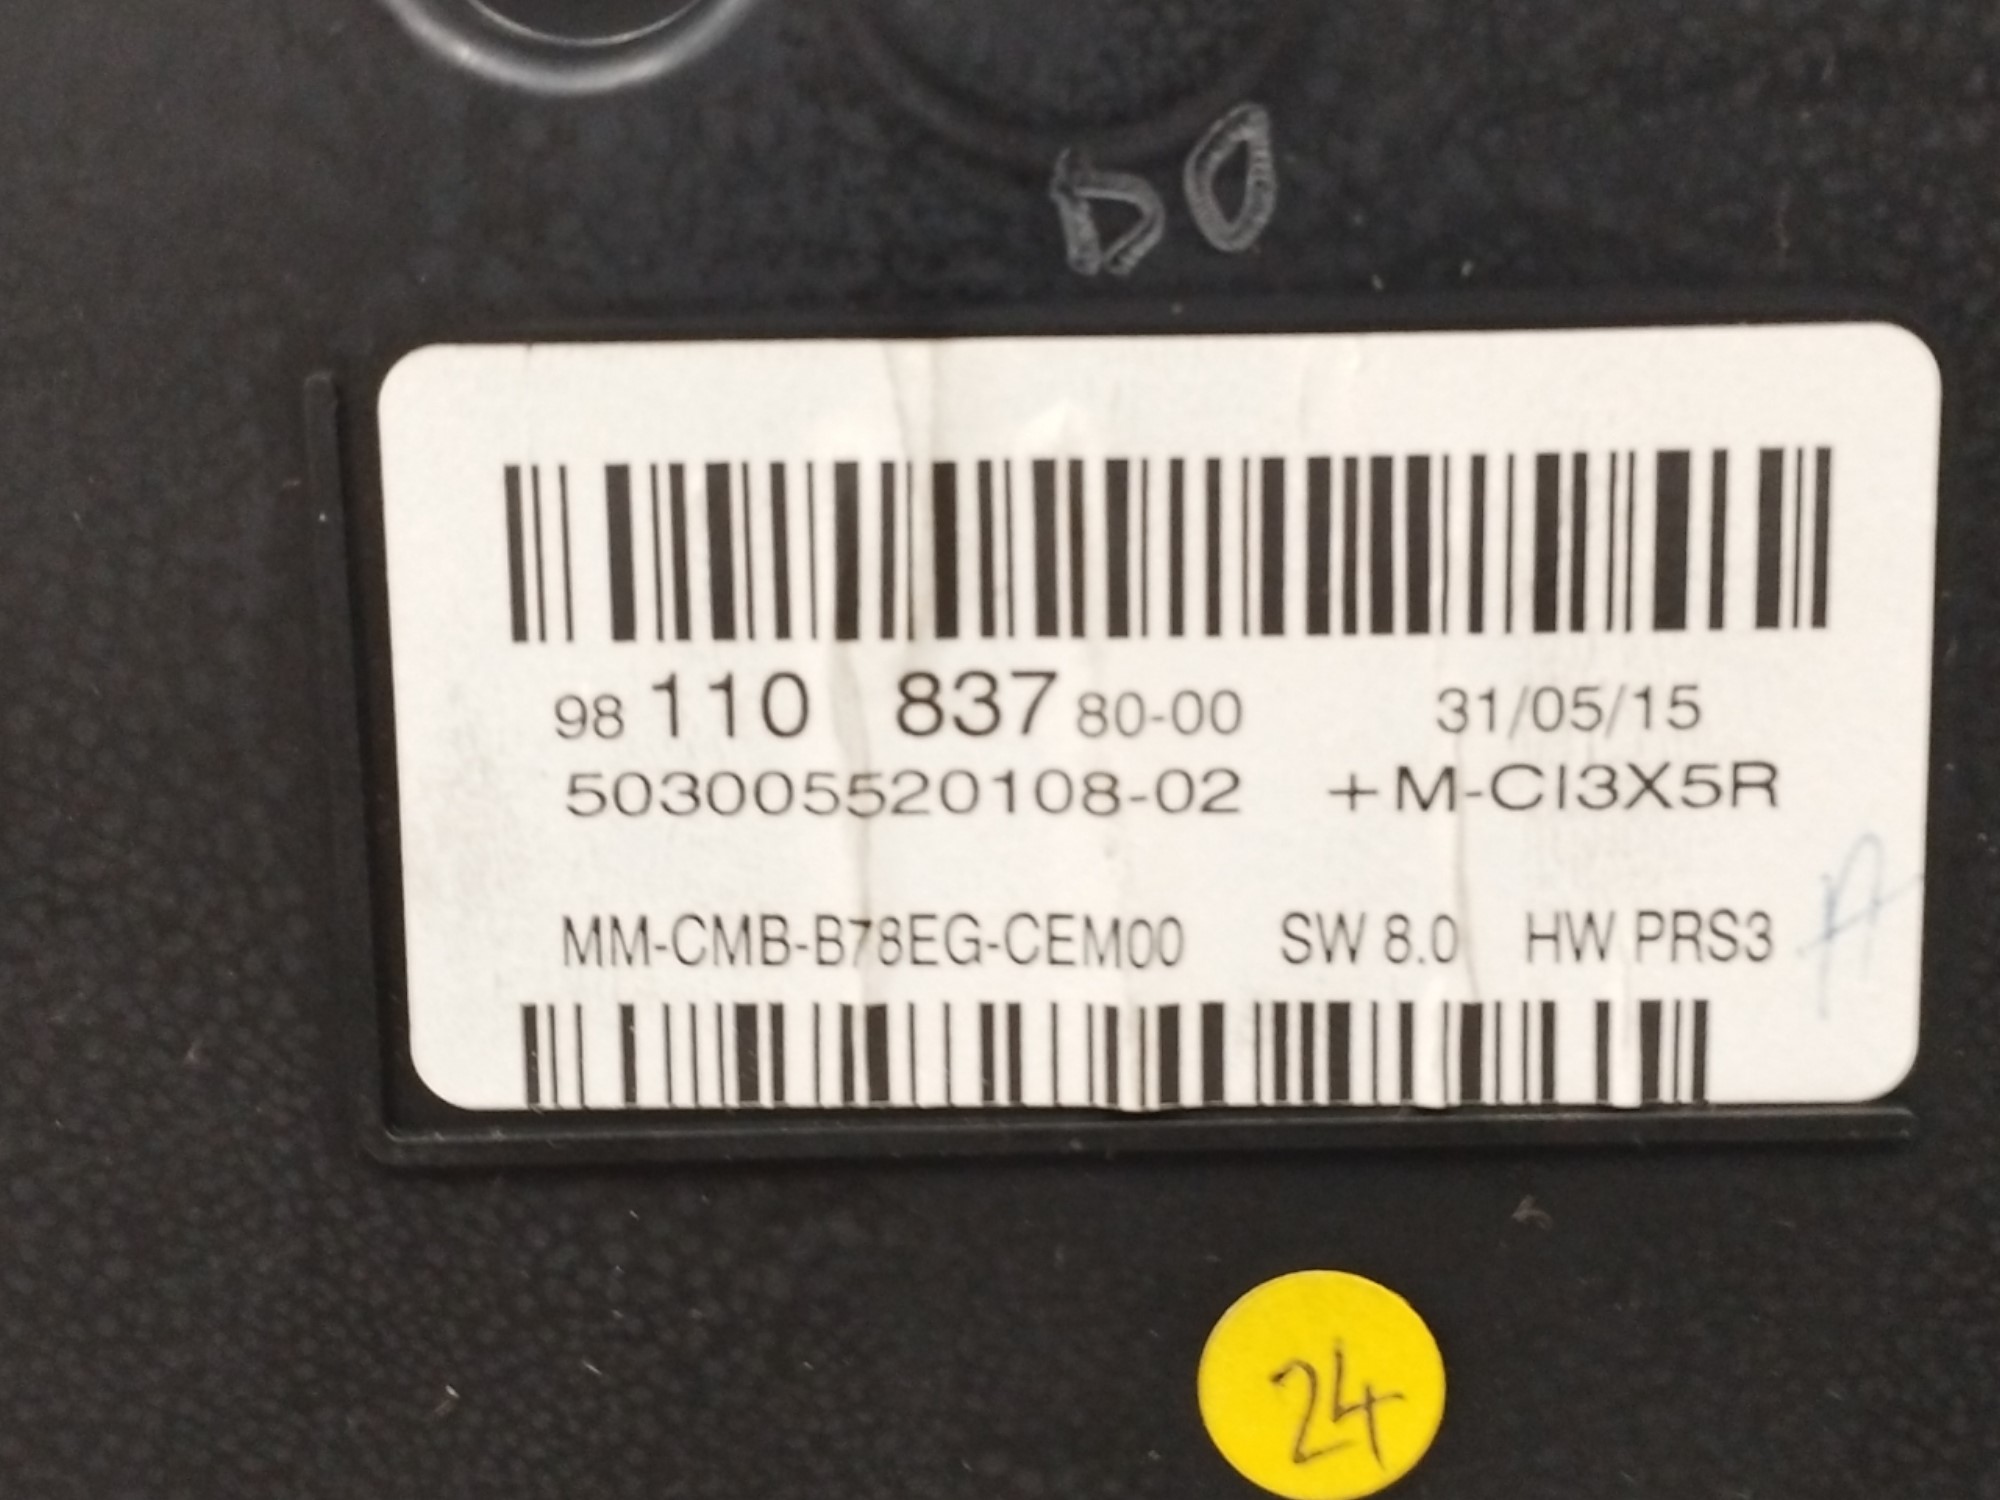 DO
98 110 837 80-00 31/05/15
503005520108-02 +M-CI3X5R
MM-CMB-B78EG-CEM00 SW 8.0 HW PRS3
A
24